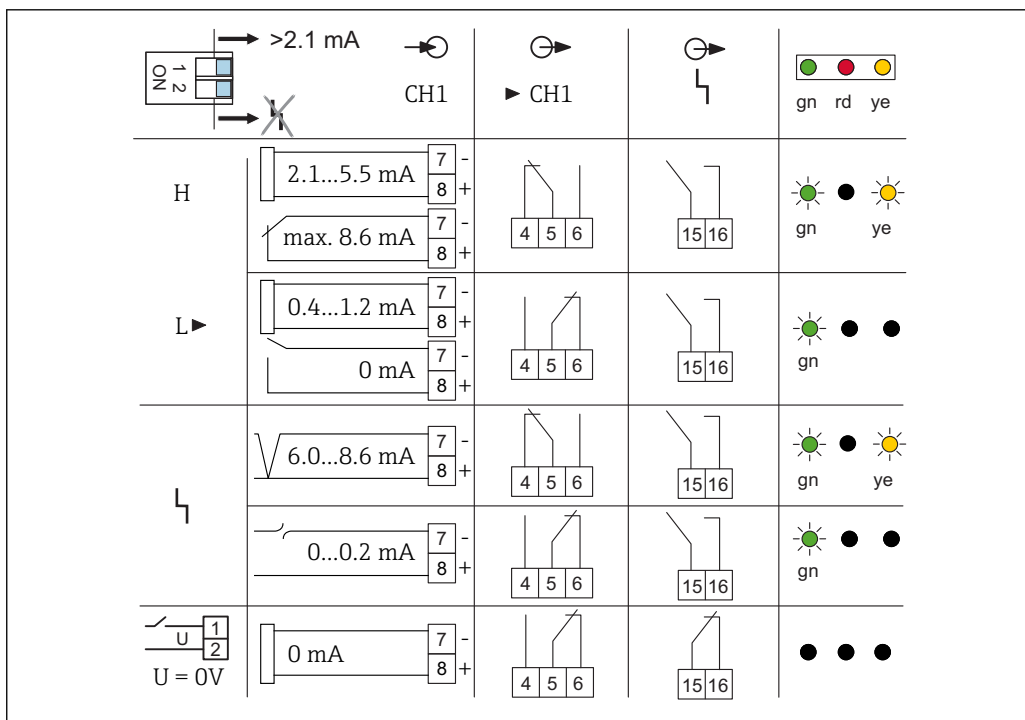 >2.1 mA
1 2
ON
CH1
► CH1
gn rd ye
H
2.1...5.5 mA
7 -
8 +
max. 8.6 mA
7 -
8 +
4 5 6
15 16
gn ye
L►
0.4...1.2 mA
7 -
8 +
0 mA
7 -
8 +
4 5 6
15 16
gn
6.0...8.6 mA
7 -
8 +
4 5 6
15 16
gn ye
0...0.2 mA
7 -
8 +
4 5 6
15 16
gn
U
1
2
U = 0V
0 mA
7 -
8 +
4 5 6
15 16